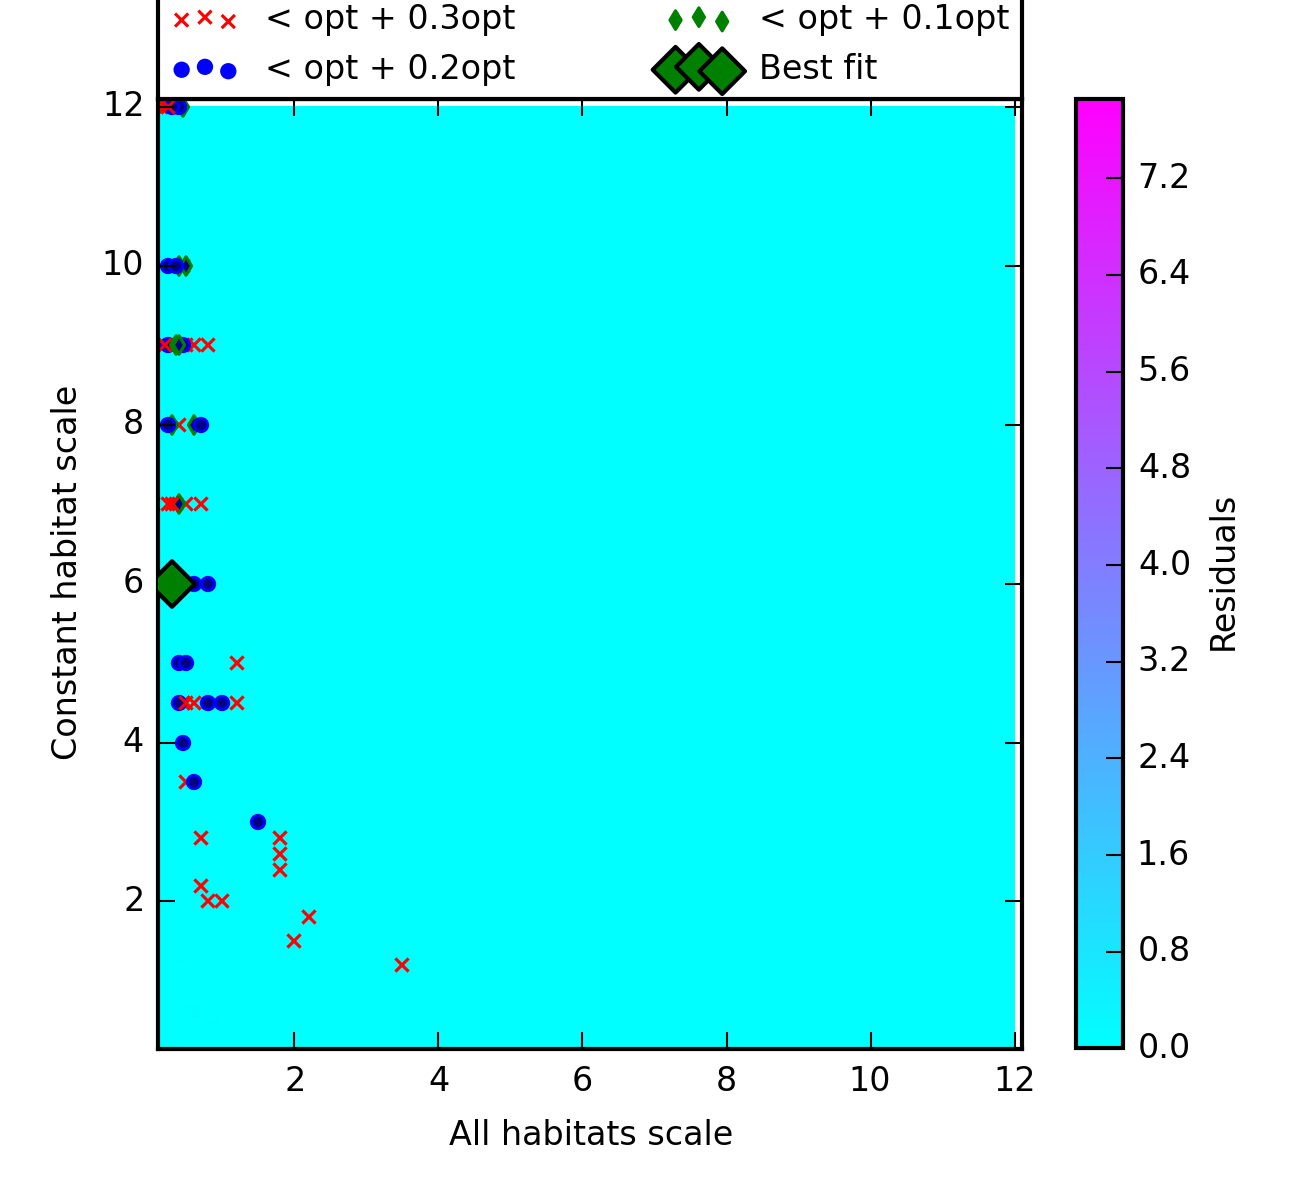 < opt + 0.3opt < opt + 0.1opt
< opt + 0.2opt Best fit
12
10
8
6
4
2
Constant habitat scale
2 4 6 8 10 12
All habitats scale
7.2
6.4
5.6
4.8
4.0
3.2
2.4
1.6
0.8
0.0
Residuals